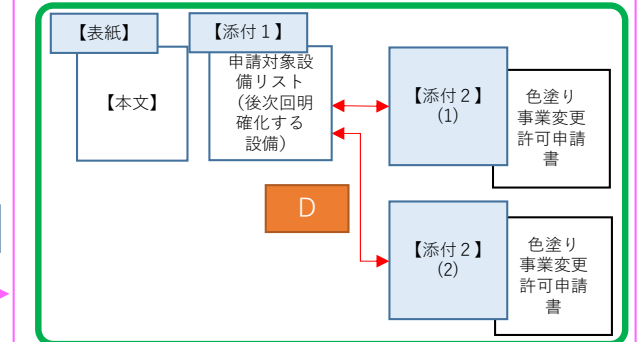 【表紙】
【本文】
【添付１】
申請対象設
備リスト
（後次回明
確化する
設備）
【添付２】
(1)
色塗り
事業変更
許可申請
書
D
【添付２】
(2)
色塗り
事業変更
許可申請
書